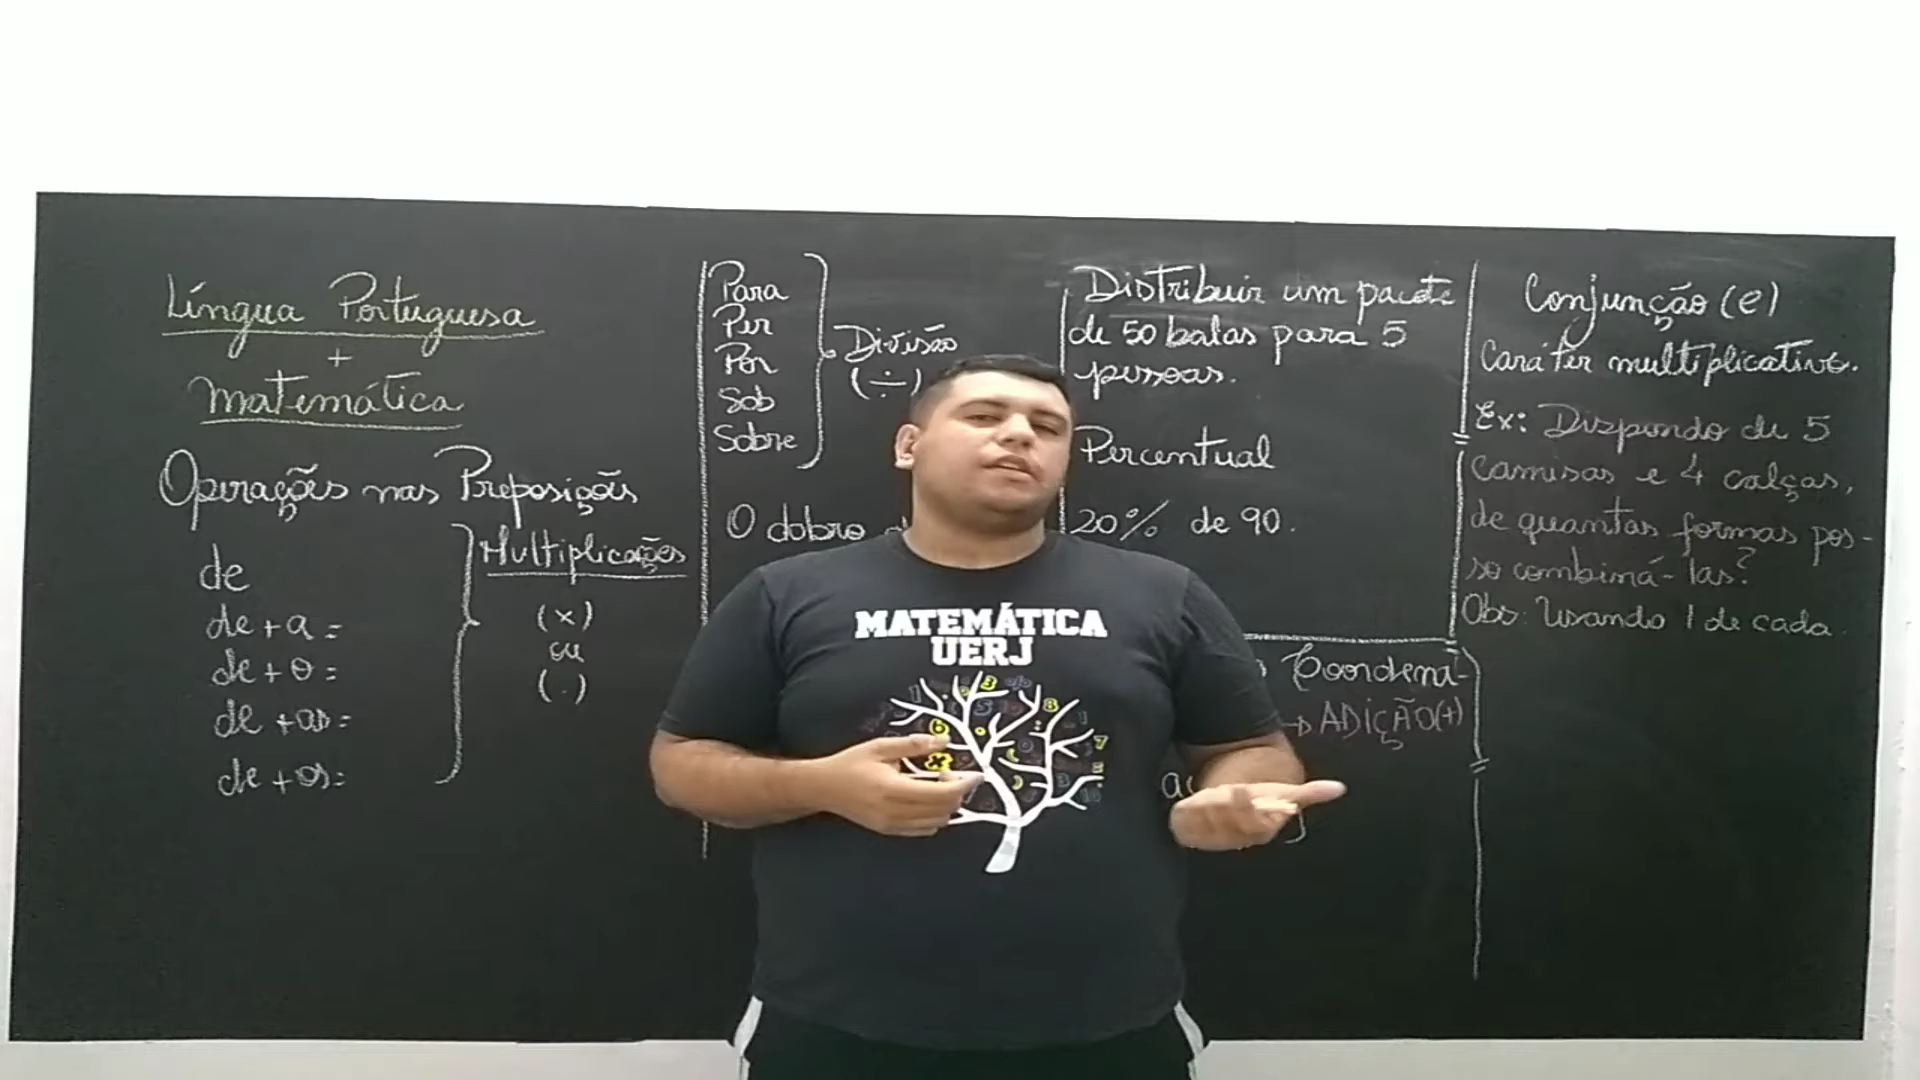 Língua Portuguesa
+
Matemática
Operações nas Preposições
de
de + a =
de + o =
de + as =
de + os =
Multiplicações
(x)
ou
(.)
Para
Per
Por
Sob
Sobre
Divisão
(÷)
O dobro
Distribuir um pacote
de 50 balas para 5
pessoas.
Percentual
20% de 90.
Coordena-
→ ADIÇÃO(+)
Conjunção (e)
Caráter multiplicativo.
Ex: Dispondo de 5
camisas e 4 calças,
de quantas formas pos-
so combiná-las?
Obs: Usando 1 de cada.
MATEMÁTICA
UERJ